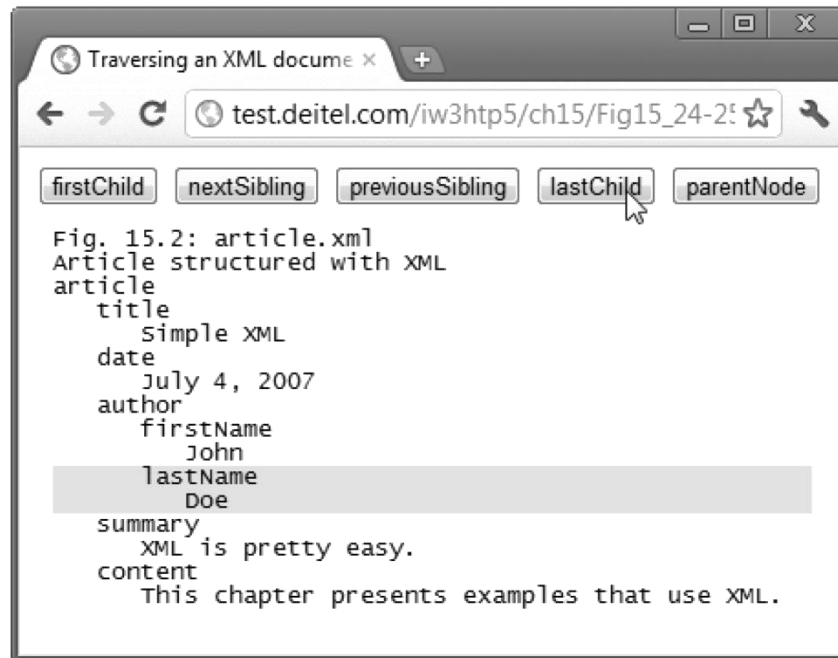 Traversing an XML docume
test.deitel.com/iw3htp5/ch15/Fig15_24-25
firstChild nextSibling previousSibling lastChild parentNode
Fig. 15.2: article.xml
Article structured with XML
article
title
Simple XML
date
July 4, 2007
author
firstName
John
lastName
Doe
summary
XML is pretty easy.
content
This chapter presents examples that use XML.